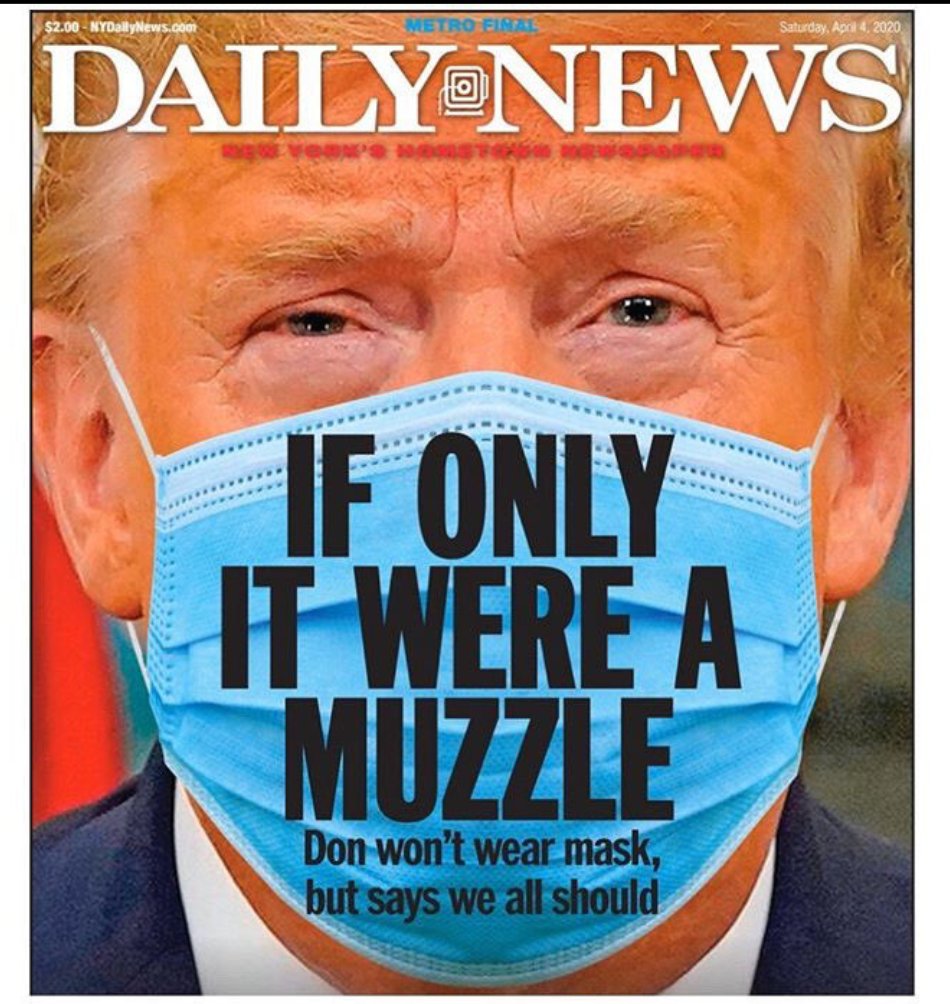 $2.00 - NYDailyNews.com METRO FINAL Saturday, April 4, 2020
DAILY NEWS
NEW YORK'S HOMETOWN NEWSPAPER
IF ONLY
IT WERE A
MUZZLE
Don won't wear mask,
but says we all should